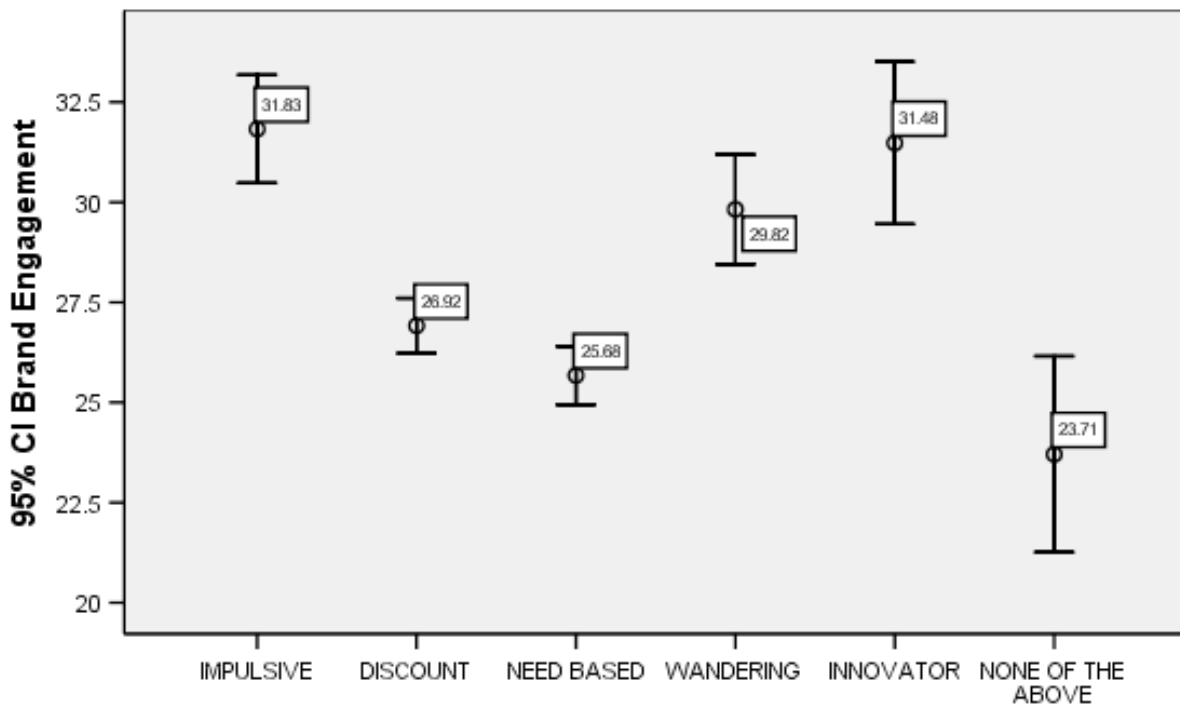 95% CI Brand Engagement
32.5
30
27.5
25
22.5
20
31.83
26.92
25.68
29.82
31.48
23.71
IMPULSIVE
DISCOUNT
NEED BASED
WANDERING
INNOVATOR
NONE OF THE
ABOVE